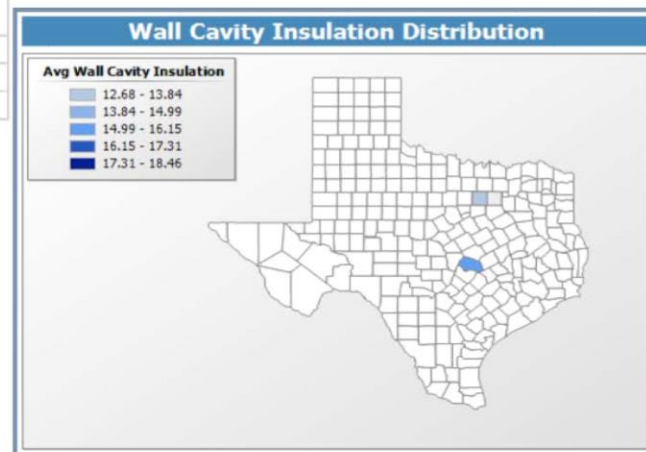 Wall Cavity Insulation Distribution
Avg Wall Cavity Insulation
12.68 - 13.84
13.84 - 14.99
14.99 - 16.15
16.15 - 17.31
17.31 - 18.46